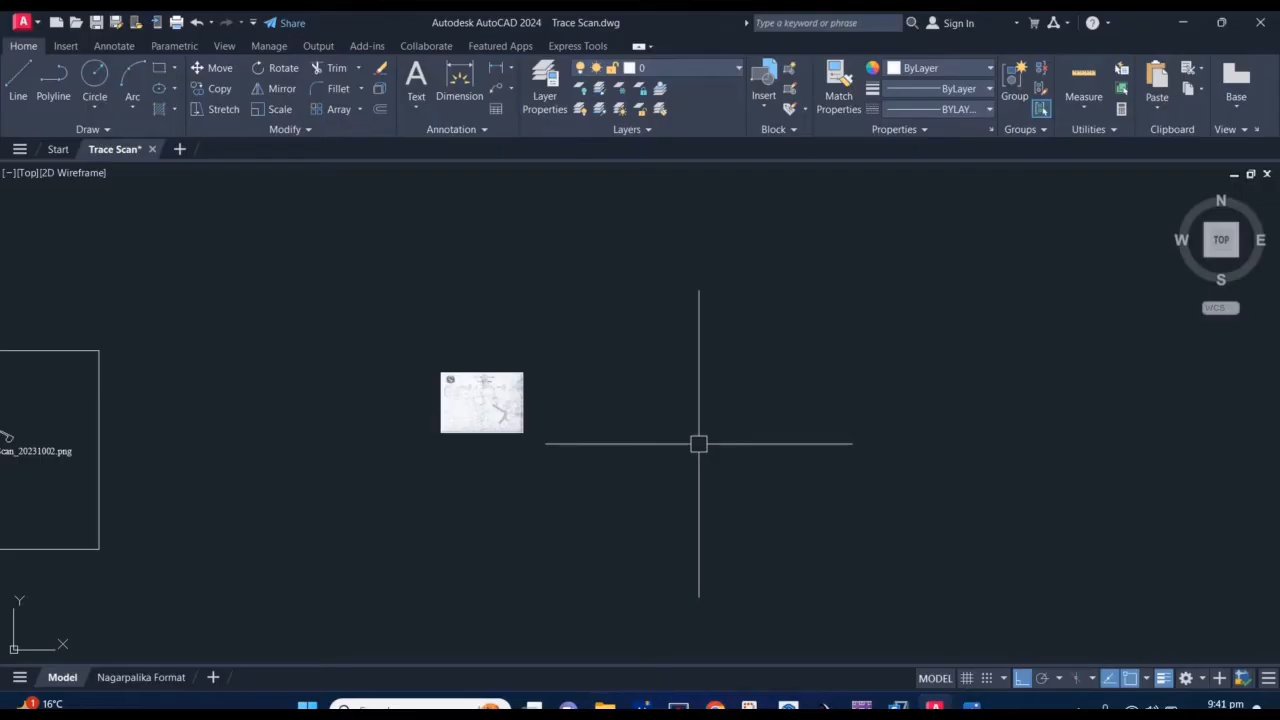 Share
Autodesk AutoCAD 2024 Trace Scan.dwg
Type a keyword or phrase
Sign In
Home Insert Annotate Parametric View Manage Output Add-ins Collaborate Featured Apps Express Tools
Line Polyline Circle Arc
Move Rotate Trim
Copy Mirror Fillet
Stretch Scale Array
Text Dimension
Layer Properties
0
Insert
Match Properties
ByLayer
ByLayer
BYLAY...
Group
Measure
Paste
Base
Draw Modify Annotation Layers Block Properties Groups Utilities Clipboard View
Start Trace Scan*
[−][Top][2D Wireframe]
N
W TOP E
S
WCS
can_20231002.png
Y
X
Model Nagarpalika Format
MODEL
1
16°C
9:41 pm